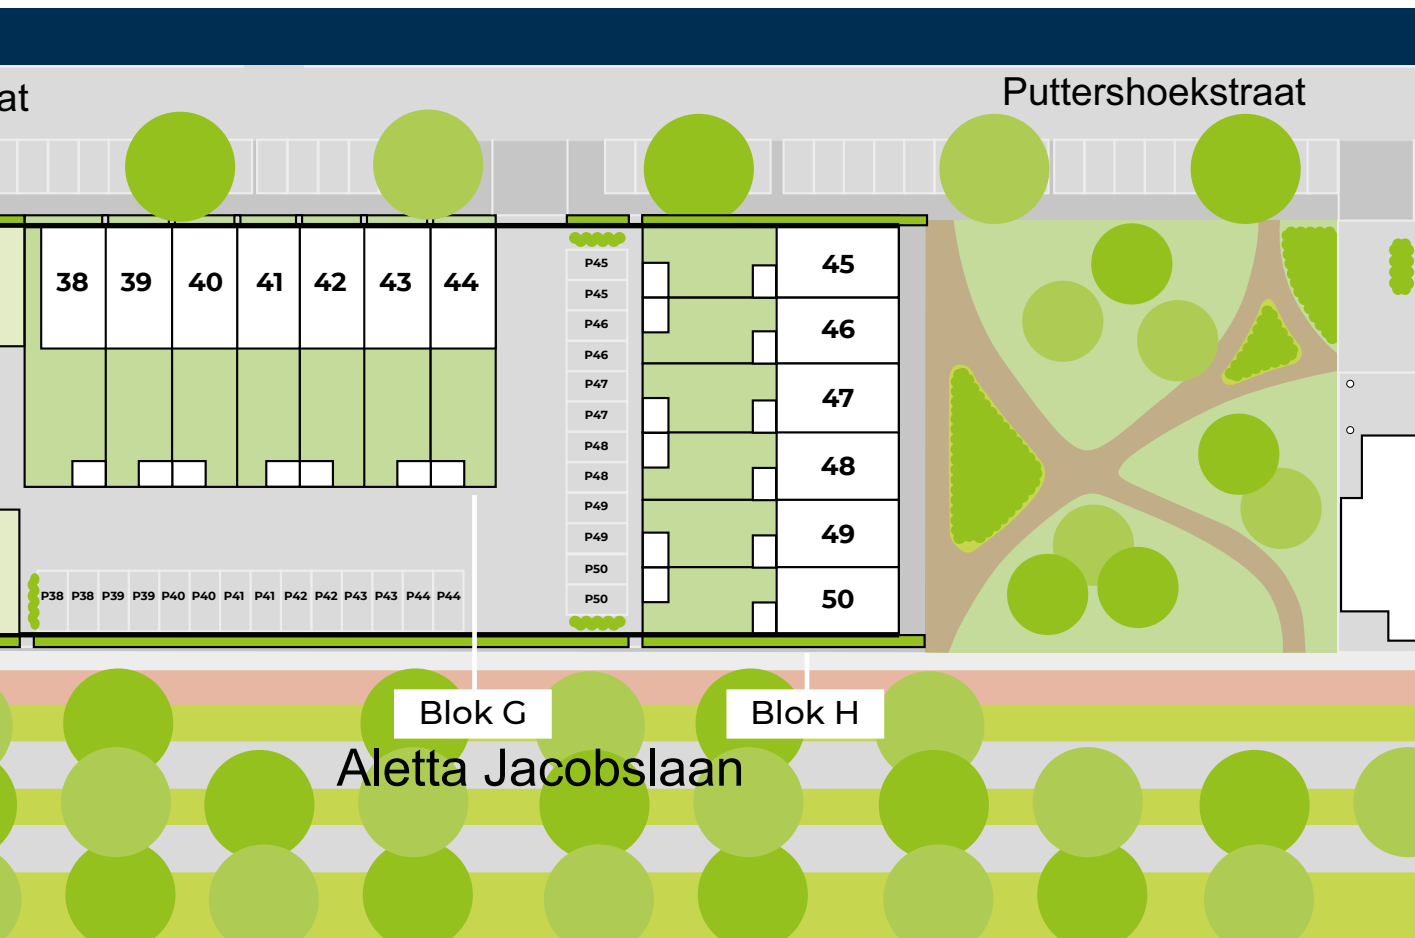 at
Puttershoekstraat
38 39 40 41 42 43 44
45
46
47
48
49
50
P45
P45
P46
P46
P47
P47
P48
P48
P49
P49
P50
P50
P38 P38 P39 P39 P40 P40 P41 P41 P42 P42 P43 P43 P44 P44
Blok G
Blok H
Aletta Jacobslaan